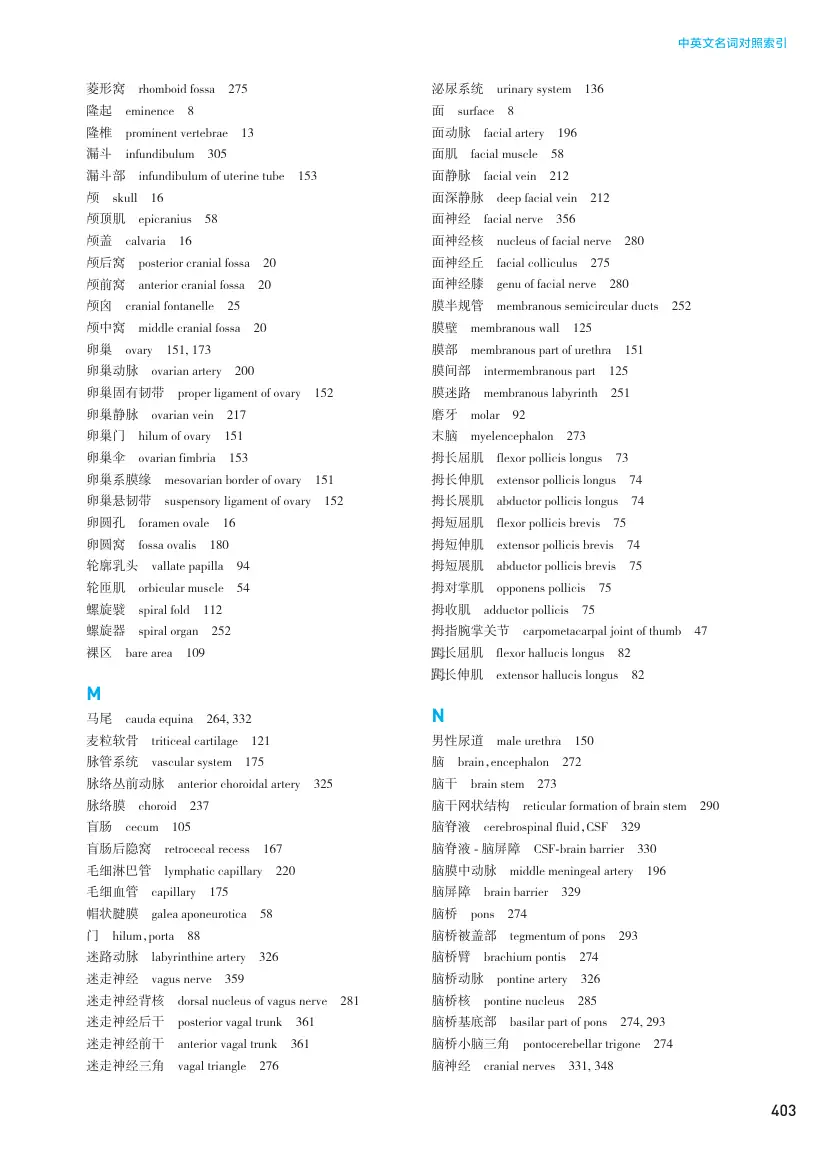 中英文名词对照索引
菱形窝 rhomboid fossa 275
隆起 eminence 8
隆椎 prominent vertebrae 13
漏斗 infundibulum 305
漏斗部 infundibulum of uterine tube 153
颅 skull 16
颅顶肌 epicranius 58
颅盖 calvaria 16
颅后窝 posterior cranial fossa 20
颅前窝 anterior cranial fossa 20
颅囟 cranial fontanelle 25
颅中窝 middle cranial fossa 20
卵巢 ovary 151, 173
卵巢动脉 ovarian artery 200
卵巢固有韧带 proper ligament of ovary 152
卵巢静脉 ovarian vein 217
卵巢门 hilum of ovary 151
卵巢伞 ovarian fimbria 153
卵巢系膜缘 mesovarian border of ovary 151
卵巢悬韧带 suspensory ligament of ovary 152
卵圆孔 foramen ovale 16
卵圆窝 fossa ovalis 180
轮廓乳头 vallate papilla 94
轮匝肌 orbicular muscle 54
螺旋襞 spiral fold 112
螺旋器 spiral organ 252
裸区 bare area 109
M
马尾 cauda equina 264, 332
麦粒软骨 triticeal cartilage 121
脉管系统 vascular system 175
脉络丛前动脉 anterior choroidal artery 325
脉络膜 choroid 237
盲肠 cecum 105
盲肠后隐窝 retrocecal recess 167
毛细淋巴管 lymphatic capillary 220
毛细血管 capillary 175
帽状腱膜 galea aponeurotica 58
门 hilum, porta 88
迷路动脉 labyrinthine artery 326
迷走神经 vagus nerve 359
迷走神经背核 dorsal nucleus of vagus nerve 281
迷走神经后干 posterior vagal trunk 361
迷走神经前干 anterior vagal trunk 361
迷走神经三角 vagal triangle 276
泌尿系统 urinary system 136
面 surface 8
面动脉 facial artery 196
面肌 facial muscle 58
面静脉 facial vein 212
面深静脉 deep facial vein 212
面神经 facial nerve 356
面神经核 nucleus of facial nerve 280
面神经丘 facial colliculus 275
面神经膝 genu of facial nerve 280
膜半规管 membranous semicircular ducts 252
膜壁 membranous wall 125
膜部 membranous part of urethra 151
膜间部 intermembranous part 125
膜迷路 membranous labyrinth 251
磨牙 molar 92
末脑 myelencephalon 273
拇长屈肌 flexor pollicis longus 73
拇长伸肌 extensor pollicis longus 74
拇长展肌 abductor pollicis longus 74
拇短屈肌 flexor pollicis brevis 75
拇短伸肌 extensor pollicis brevis 74
拇短展肌 abductor pollicis brevis 75
拇对掌肌 opponens pollicis 75
拇收肌 adductor pollicis 75
拇指腕掌关节 carpometacarpal joint of thumb 47
𧿹长屈肌 flexor hallucis longus 82
𧿹长伸肌 extensor hallucis longus 82
N
男性尿道 male urethra 150
脑 brain, encephalon 272
脑干 brain stem 273
脑干网状结构 reticular formation of brain stem 290
脑脊液 cerebrospinal fluid, CSF 329
脑脊液 - 脑屏障 CSF-brain barrier 330
脑膜中动脉 middle meningeal artery 196
脑屏障 brain barrier 329
脑桥 pons 274
脑桥被盖部 tegmentum of pons 293
脑桥臂 brachium pontis 274
脑桥动脉 pontine artery 326
脑桥核 pontine nucleus 285
脑桥基底部 basilar part of pons 274, 293
脑桥小脑三角 pontocerebellar trigone 274
脑神经 cranial nerves 331, 348
403